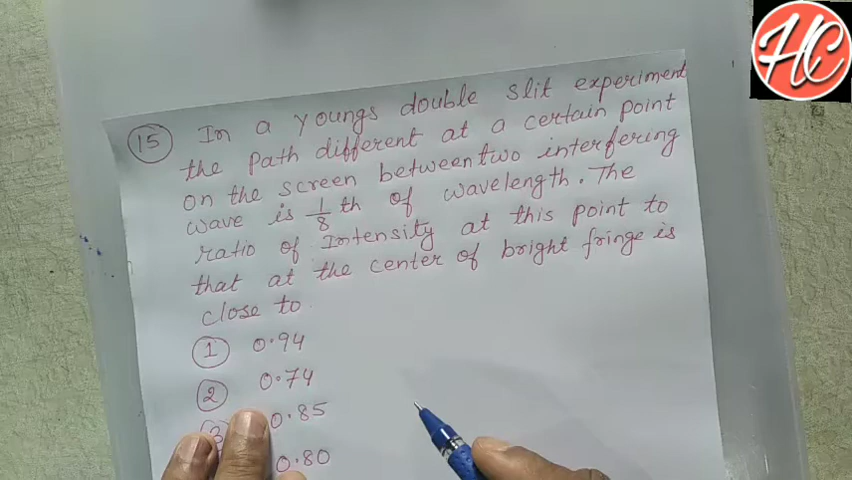 HC
15 In a youngs double slit experiment
the path different at a certain point
on the screen between two interfering
wave is 1/8 th of wavelength. The
ratio of Intensity at this point to
that at the center of bright fringe is
close to
1 0.94
2 0.74
3 0.85
0.80